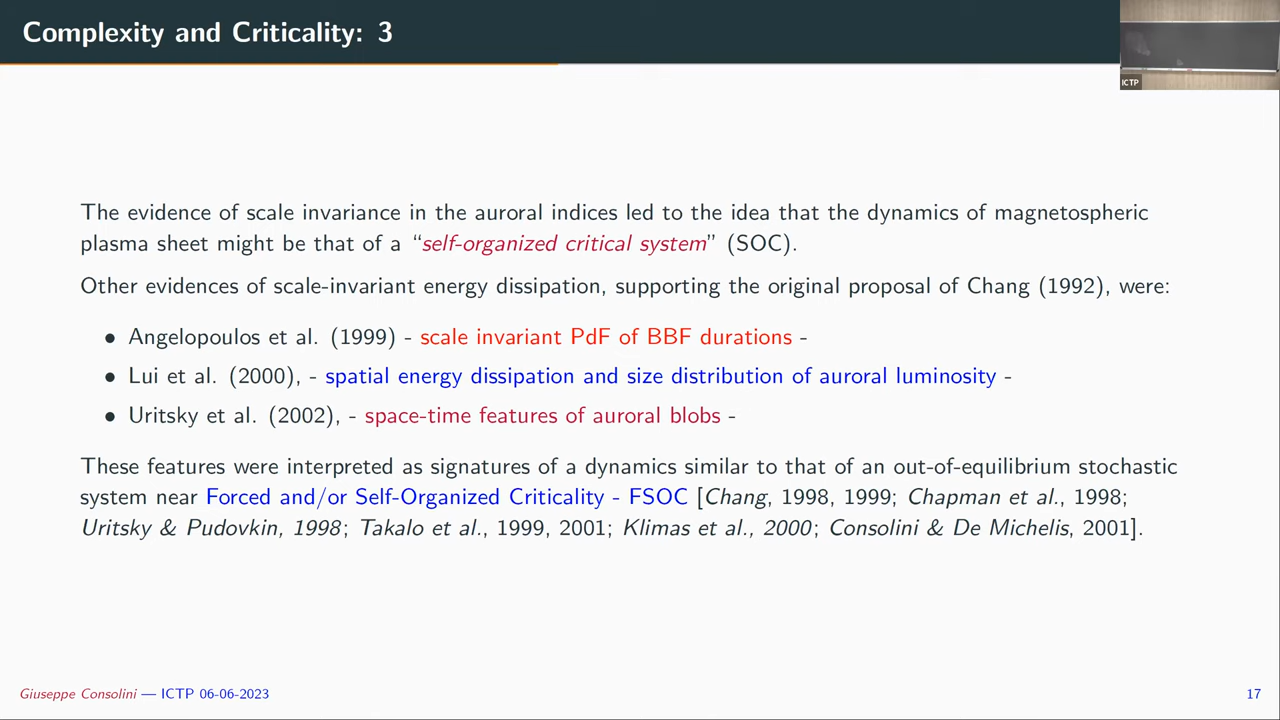 Complexity and Criticality: 3
ICTP
The evidence of scale invariance in the auroral indices led to the idea that the dynamics of magnetospheric
plasma sheet might be that of a “self-organized critical system” (SOC).
Other evidences of scale-invariant energy dissipation, supporting the original proposal of Chang (1992), were:
• Angelopoulos et al. (1999) - scale invariant PdF of BBF durations -
• Lui et al. (2000), - spatial energy dissipation and size distribution of auroral luminosity -
• Uritsky et al. (2002), - space-time features of auroral blobs -
These features were interpreted as signatures of a dynamics similar to that of an out-of-equilibrium stochastic
system near Forced and/or Self-Organized Criticality - FSOC [Chang, 1998, 1999; Chapman et al., 1998;
Uritsky & Pudovkin, 1998; Takalo et al., 1999, 2001; Klimas et al., 2000; Consolini & De Michelis, 2001].
Giuseppe Consolini — ICTP 06-06-2023
17